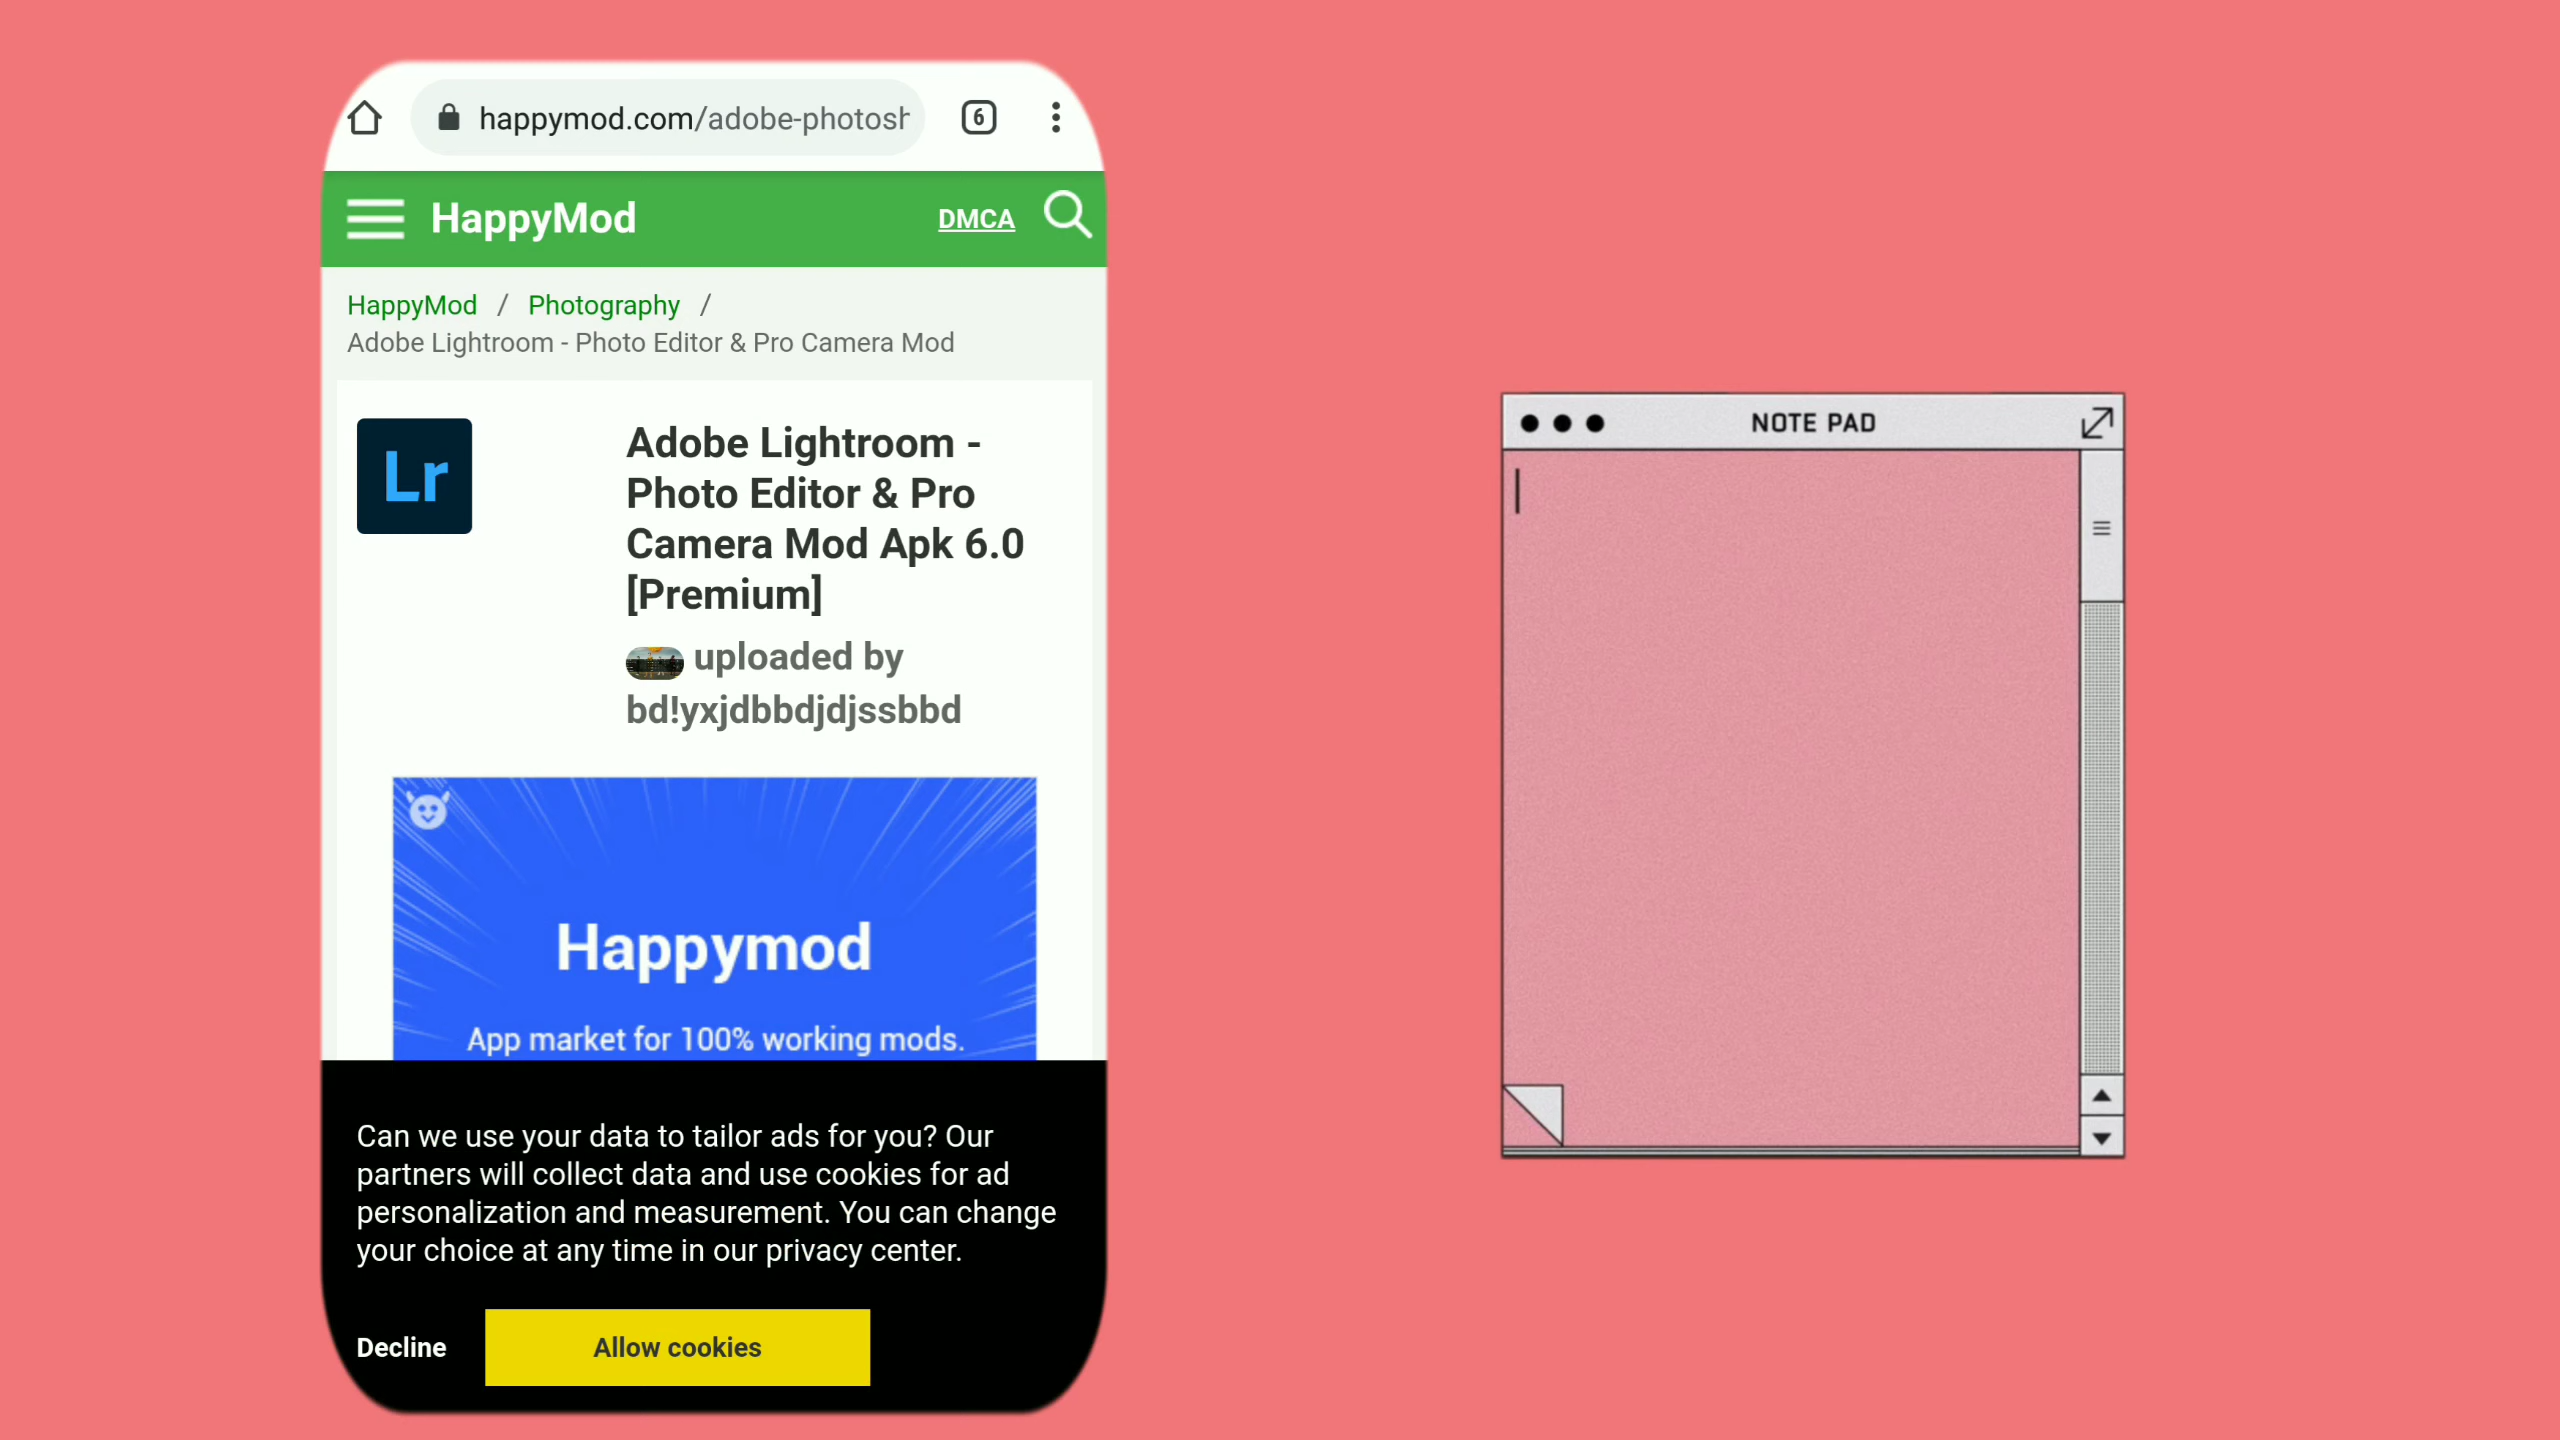 happymod.com/adobe-photosh
6
HappyMod
DMCA
HappyMod / Photography /
Adobe Lightroom - Photo Editor & Pro Camera Mod
Lr
Adobe Lightroom -
Photo Editor & Pro
Camera Mod Apk 6.0
[Premium]
uploaded by
bd!yxjdbbdjdjssbbd
Happymod
App market for 100% working mods.
Can we use your data to tailor ads for you? Our
partners will collect data and use cookies for ad
personalization and measurement. You can change
your choice at any time in our privacy center.
Decline
Allow cookies
NOTE PAD